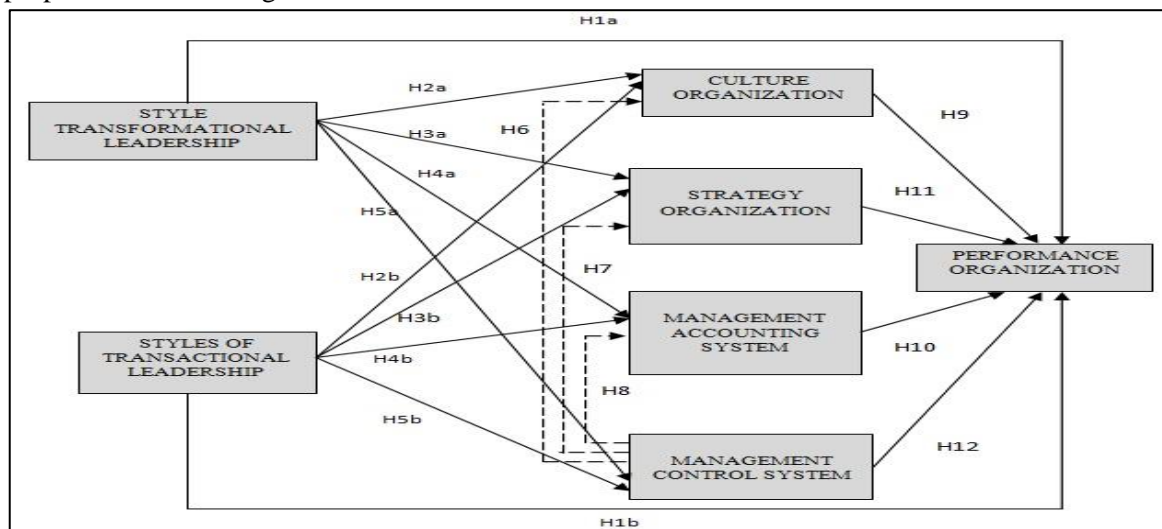 H1a
STYLE
TRANSFORMATIONAL
LEADERSHIP
H2a
H3a
H4a
H5a
H6
CULTURE
ORGANIZATION
H9
STRATEGY
ORGANIZATION
H11
PERFORMANCE
ORGANIZATION
H2b
H7
H3b
STYLES OF
TRANSACTIONAL
LEADERSHIP
H4b
MANAGEMENT
ACCOUNTING
SYSTEM
H10
H8
H5b
MANAGEMENT
CONTROL SYSTEM
H12
H1b